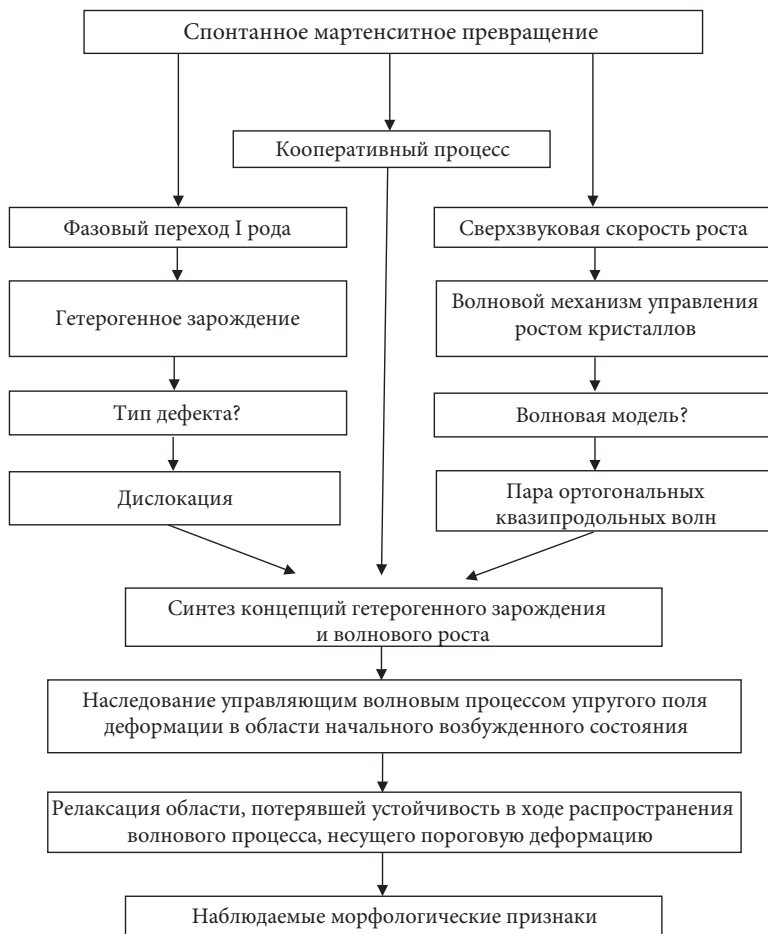 Спонтанное мартенситное превращение
Кооперативный процесс
Фазовый переход I рода
Сверхзвуковая скорость роста
Гетерогенное зарождение
Волновой механизм управления
ростом кристаллов
Тип дефекта?
Волновая модель?
Дислокация
Пара ортогональных
квазипродольных волн
Синтез концепций гетерогенного зарождения
и волнового роста
Наследование управляющим волновым процессом упругого поля
деформации в области начального возбужденного состояния
Релаксация области, потерявшей устойчивость в ходе распространения
волнового процесса, несущего пороговую деформацию
Наблюдаемые морфологические признаки